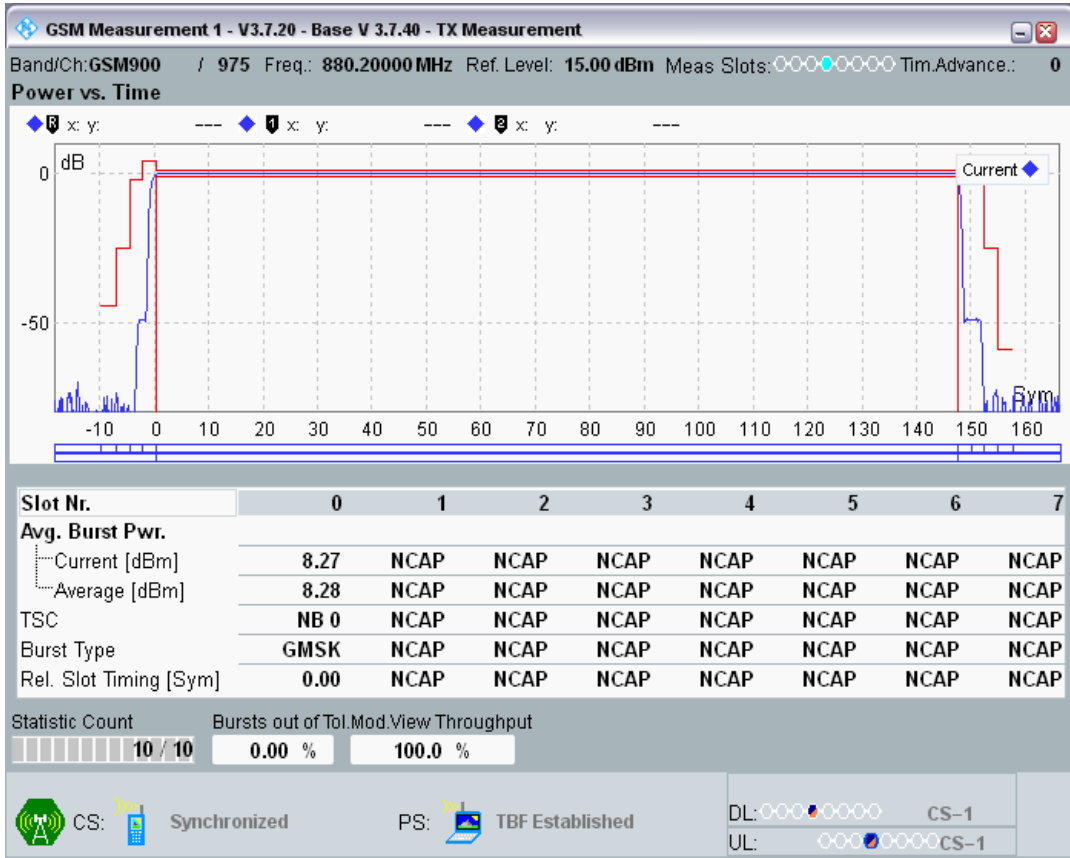 GSM Measurement 1 - V3.7.20 - Base V 3.7.40 - TX Measurement
Band/Ch:GSM900 / 975 Freq.: 880.20000 MHz Ref. Level: 15.00 dBm Meas Slots: Tim.Advance.: 0
Power vs. Time
R x: y: --- 1 x: y: --- 2 x: y: ---
dB
Current
0
-50
Sym
-10 0 10 20 30 40 50 60 70 80 90 100 110 120 130 140 150 160
Slot Nr. 0 1 2 3 4 5 6 7
Avg. Burst Pwr.
Current [dBm] 8.27 NCAP NCAP NCAP NCAP NCAP NCAP NCAP
Average [dBm] 8.28 NCAP NCAP NCAP NCAP NCAP NCAP NCAP
TSC NB 0 NCAP NCAP NCAP NCAP NCAP NCAP NCAP
Burst Type GMSK NCAP NCAP NCAP NCAP NCAP NCAP NCAP
Rel. Slot Timing [Sym] 0.00 NCAP NCAP NCAP NCAP NCAP NCAP NCAP
Statistic Count Bursts out of Tol.Mod.View Throughput
10 / 10 0.00 % 100.0 %
CS: Synchronized PS: TBF Established DL: CS-1
UL: CS-1